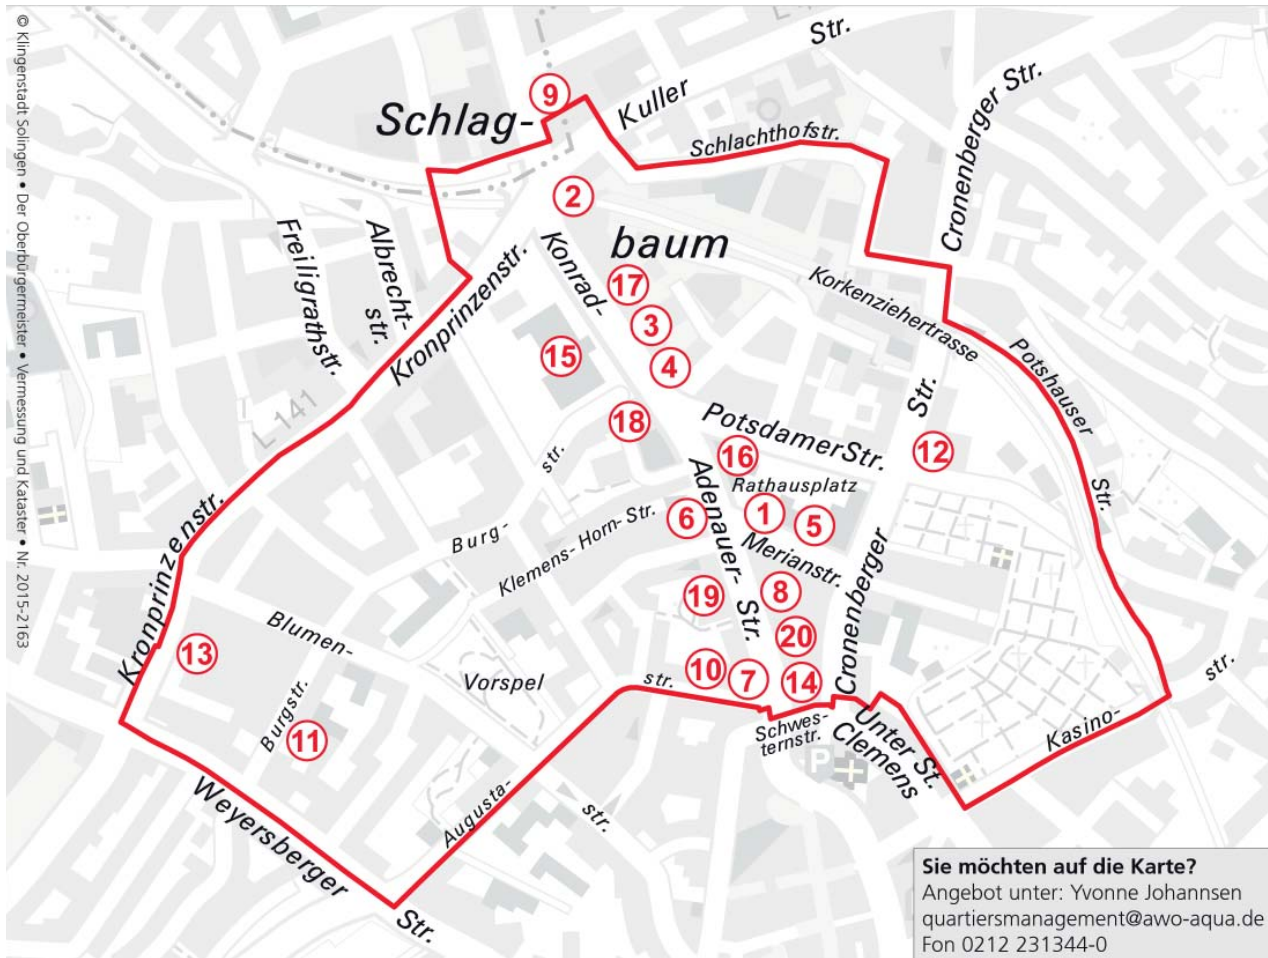 © Klingenstadt Solingen • Der Oberbürgermeister • Vermessung und Kataster • Nr. 2015-2163
Str.
Kuller
Schlag-
9
Schlachthofstr.
Cronenberger Str.
2
Freiligrathstr.
Albrecht-
str.
Kronprinzenstr.
Konrad-
baum
17
3
4
15
Korkenziehertrasse
Potshauser
Str.
L 141
18
Potsdamer Str.
Str.
12
16
Rathausplatz
str.
Burg-
Klemens-Horn-Str.
6
Adenauer-
Str.
1
5
Merianstr.
Cronenberger
8
19
20
Kronprinzenstr.
13
Blumen-
Vorspel
str.
10
7
14
Burgstr.
11
Schwes-
ternstr.
P
Unter St.
Clemens
Kasino-
str.
Weyersberger
Str.
Augusta-
str.
Sie möchten auf die Karte?
Angebot unter: Yvonne Johannsen
quartiersmanagement@awo-aqua.de
Fon 0212 231344-0